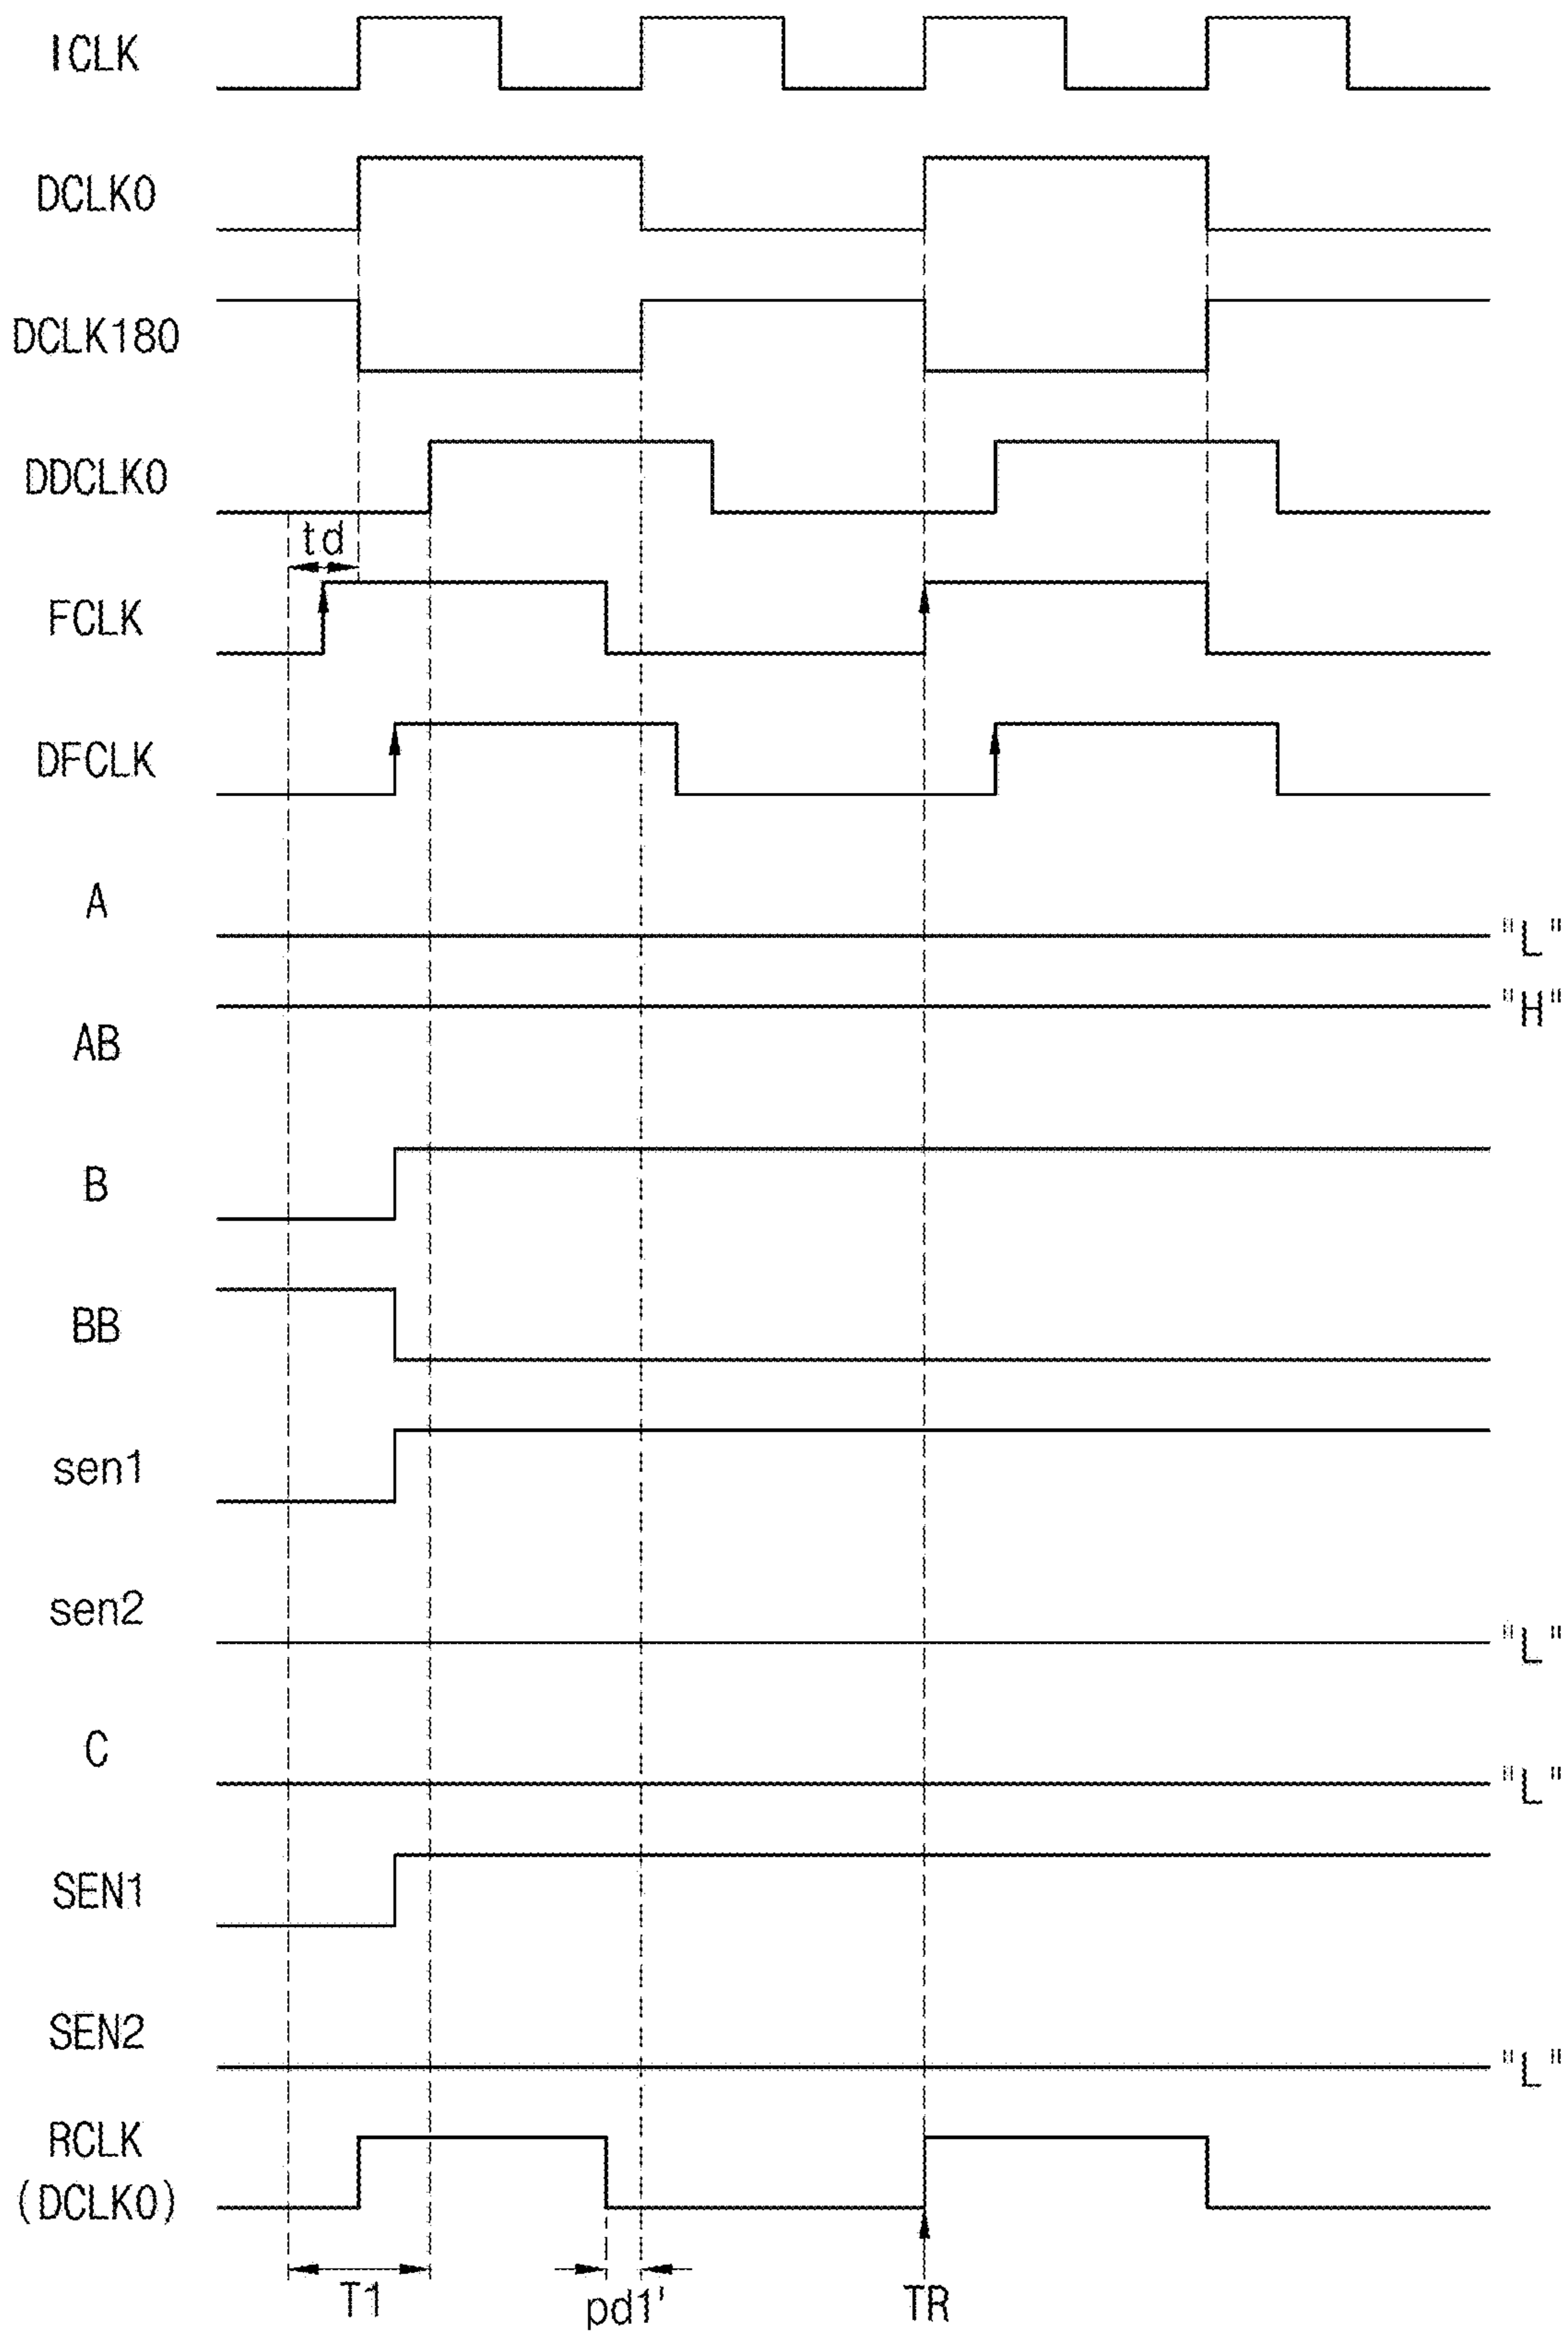 ICLK
DCLK0
DCLK180
DDCLK0
td
FCLK
DFCLK
A
"L"
AB
"H"
B
BB
sen1
sen2
"L"
C
"L"
SEN1
SEN2
"L"
RCLK
(DCLK0)
T1
pd1'
TR